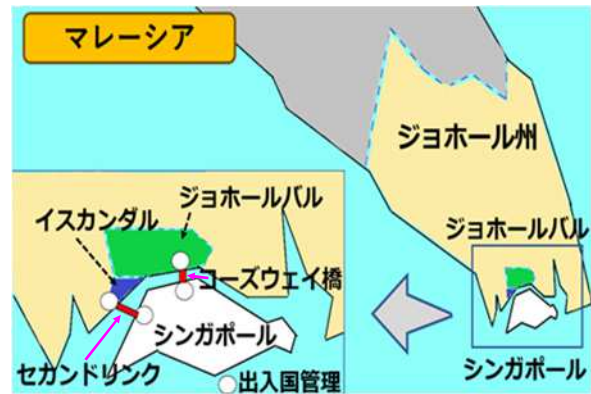 マレーシア
ジョホール州
ジョホールバル
シンガポール
ジョホールバル
イスカンダル
コーズウェイ橋
シンガポール
セカンドリンク
出入国管理